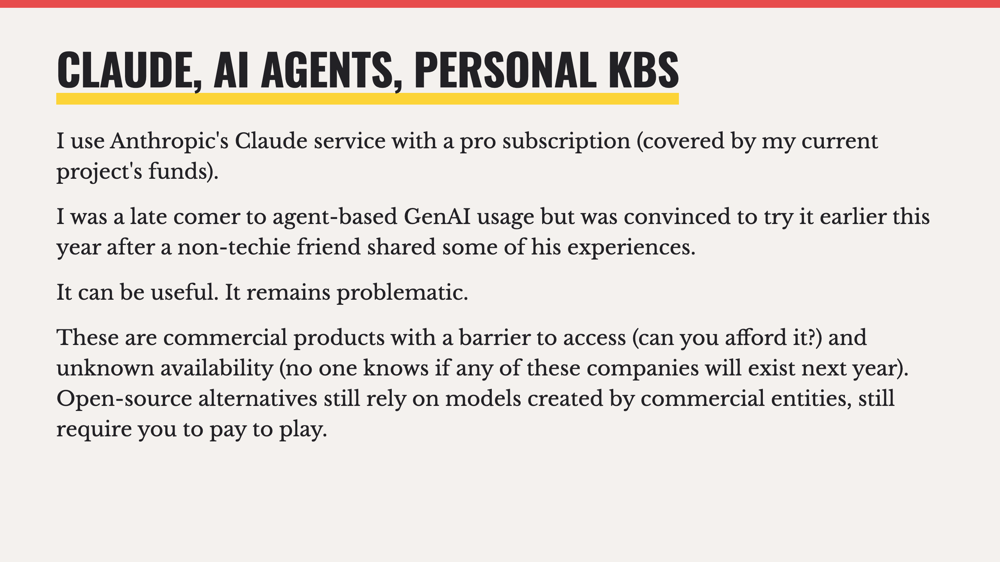 CLAUDE, AI AGENTS, PERSONAL KBS
I use Anthropic's Claude service with a pro subscription (covered by my current
project's funds).
I was a late comer to agent-based GenAI usage but was convinced to try it earlier this
year after a non-techie friend shared some of his experiences.
It can be useful. It remains problematic.
These are commercial products with a barrier to access (can you afford it?) and
unknown availability (no one knows if any of these companies will exist next year).
Open-source alternatives still rely on models created by commercial entities, still
require you to pay to play.